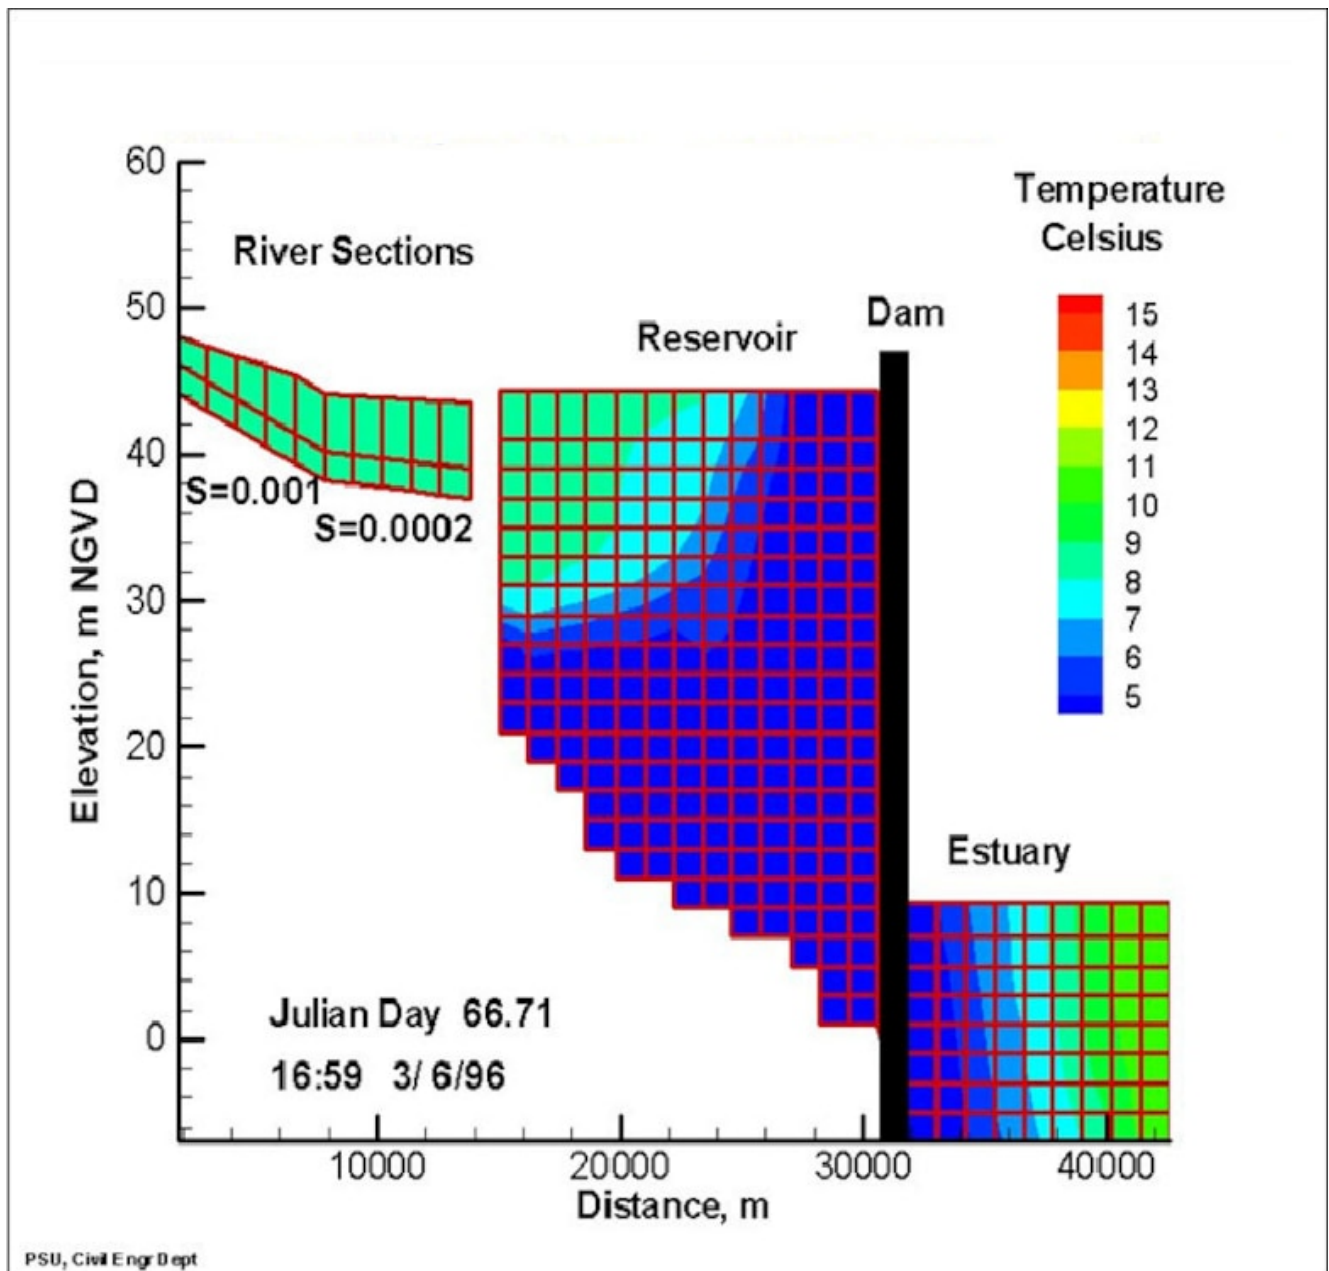 60
50
40
30
20
10
0
Elevation, m NGVD
River Sections
S=0.001
S=0.0002
Reservoir
Dam
Temperature
Celsius
15
14
13
12
11
10
9
8
7
6
5
Estuary
Julian Day 66.71
16:59 3/ 6/96
10000 20000 30000 40000
Distance, m
PSU, Civil Engr Dept